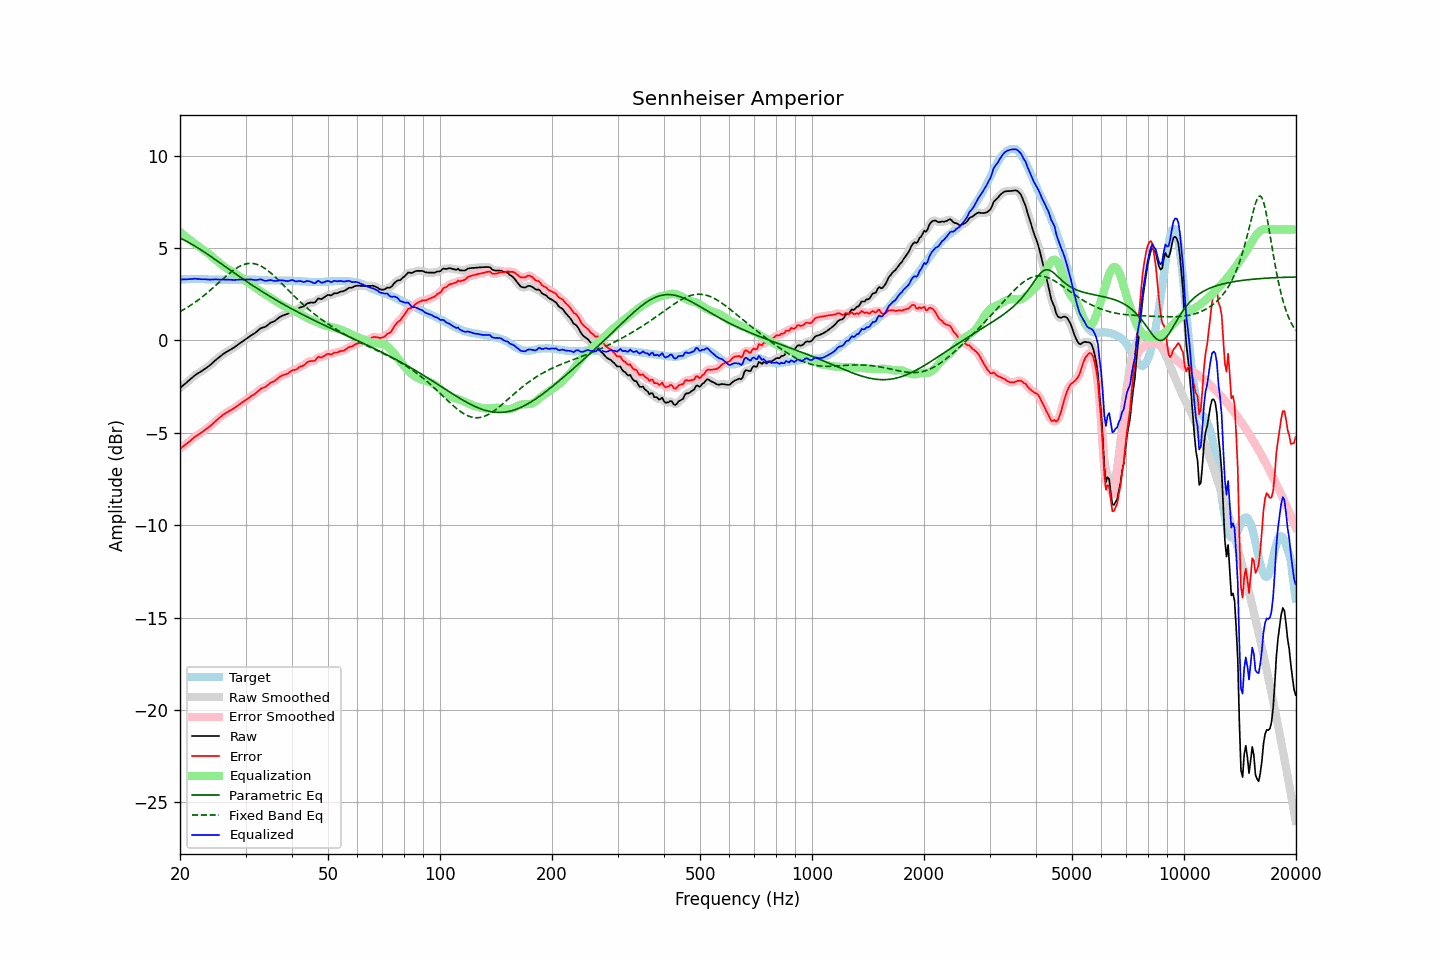 Sennheiser Amperior
Amplitude (dBr)
10
5
0
−5
−10
−15
−20
−25
Target
Raw Smoothed
Error Smoothed
Raw
Error
Equalization
Parametric Eq
Fixed Band Eq
Equalized
20 50 100 200 500 1000 2000 5000 10000 20000
Frequency (Hz)